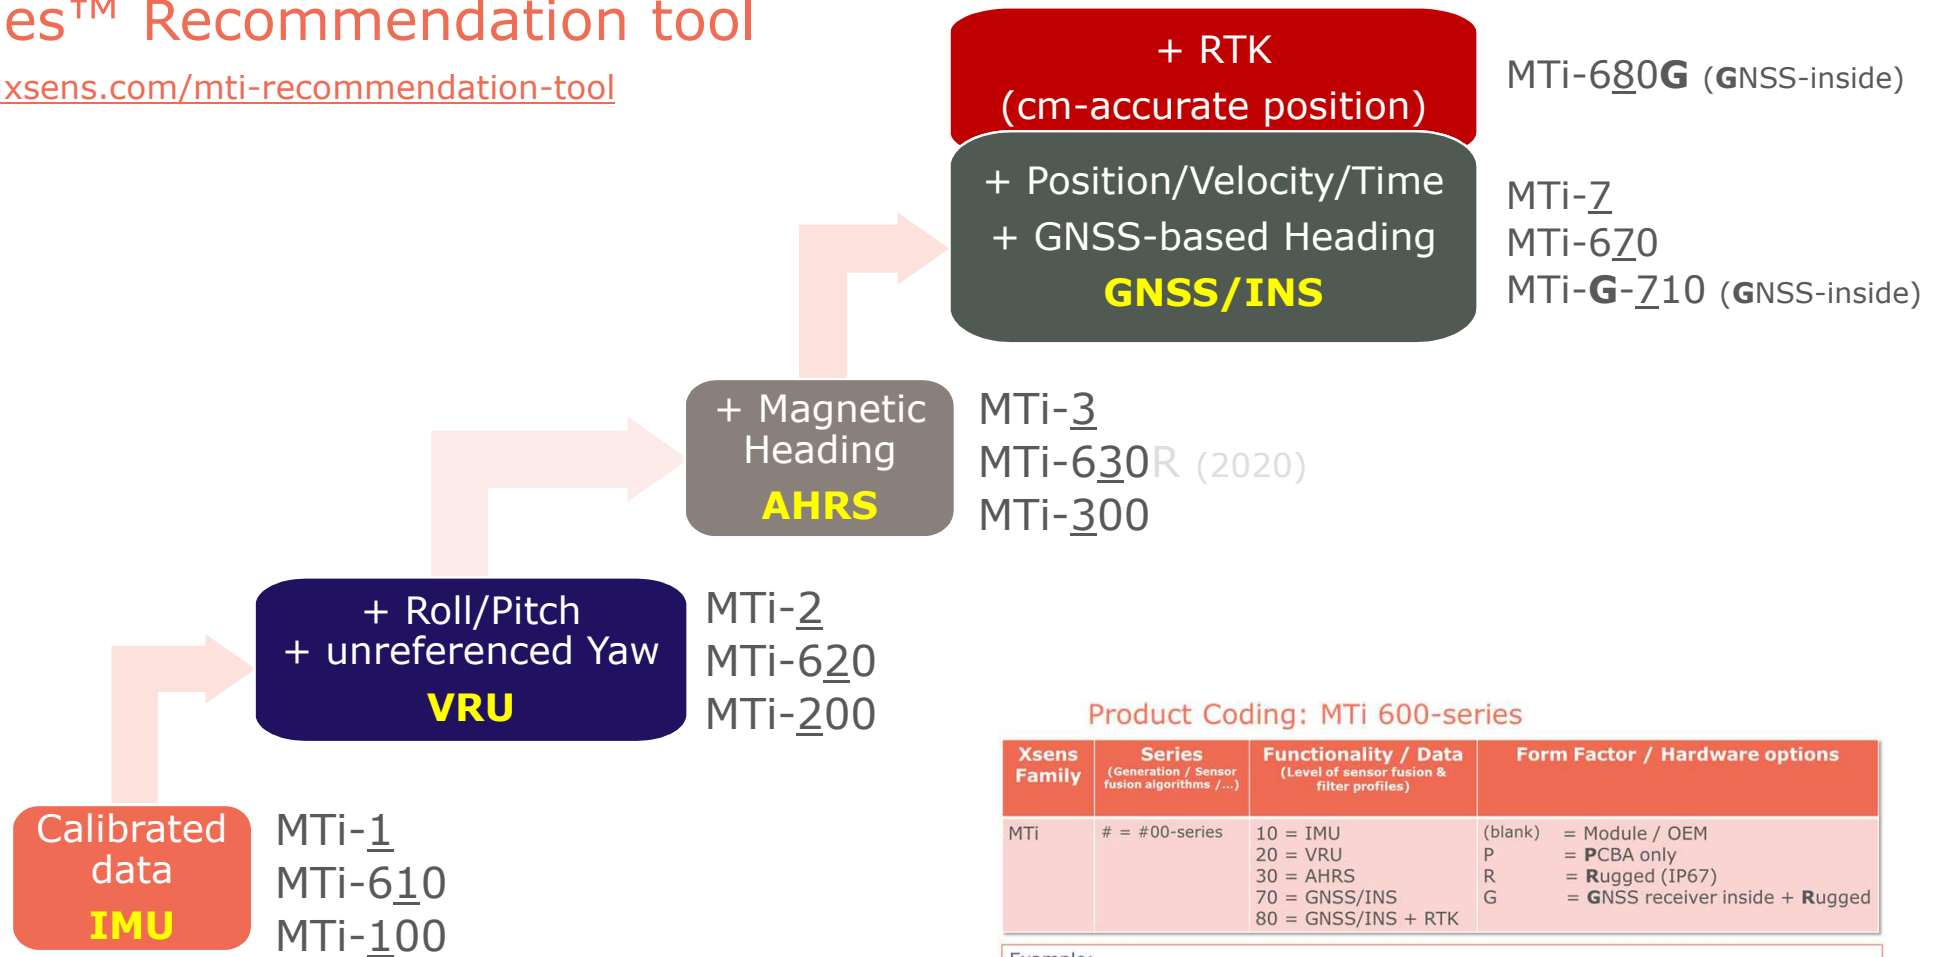 es™ Recommendation tool
xsens.com/mti-recommendation-tool
+ RTK
(cm-accurate position)
MTi-680G (GNSS-inside)
+ Position/Velocity/Time
+ GNSS-based Heading
GNSS/INS
MTi-7
MTi-670
MTi-G-710 (GNSS-inside)
+ Magnetic
Heading
AHRS
MTi-3
MTi-630R (2020)
MTi-300
+ Roll/Pitch
+ unreferenced Yaw
VRU
MTi-2
MTi-620
MTi-200
Calibrated
data
IMU
MTi-1
MTi-610
MTi-100
Product Coding: MTi 600-series
Xsens Family
Series
(Generation / Sensor fusion algorithms /...)
Functionality / Data
(Level of sensor fusion & filter profiles)
Form Factor / Hardware options
MTi
# = #00-series
10 = IMU
20 = VRU
30 = AHRS
70 = GNSS/INS
80 = GNSS/INS + RTK
(blank) = Module / OEM
P = PCBA only
R = Rugged (IP67)
G = GNSS receiver inside + Rugged